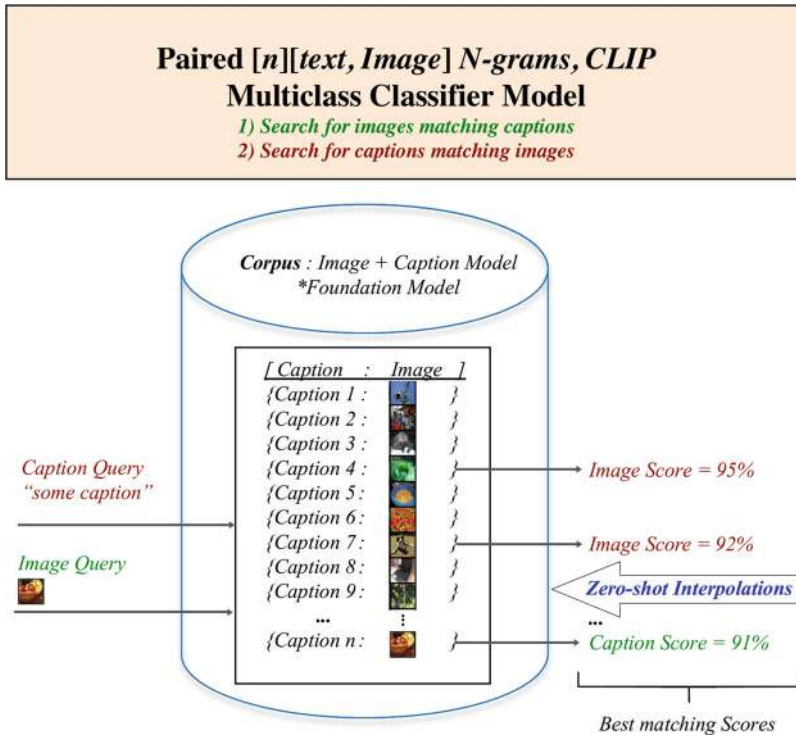 Paired [n][text, Image] N-grams, CLIP
Multiclass Classifier Model
1) Search for images matching captions
2) Search for captions matching images
Corpus : Image + Caption Model
*Foundation Model
[ Caption : Image ]
{Caption 1 : }
{Caption 2 : }
{Caption 3 : }
{Caption 4 : }
{Caption 5 : }
{Caption 6 : }
{Caption 7 : }
{Caption 8 : }
{Caption 9 : }
... ⋮
{Caption n : }
Caption Query
“some caption”
Image Query
Image Score = 95%
Image Score = 92%
Zero-shot Interpolations
...
Caption Score = 91%
Best matching Scores